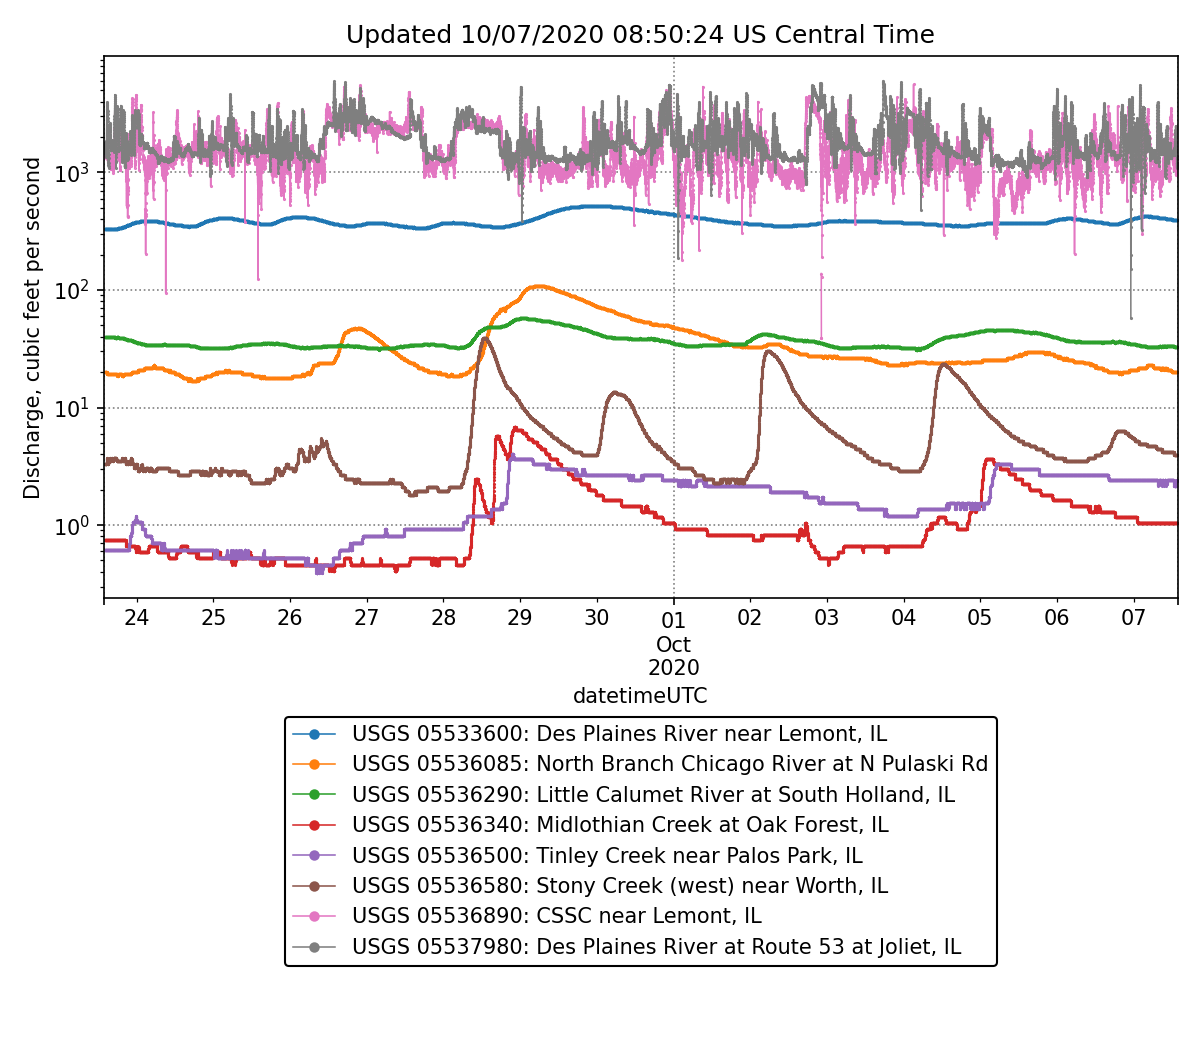 Updated 10/07/2020 08:50:24 US Central Time
Discharge, cubic feet per second
10³
10²
10¹
10⁰
24 25 26 27 28 29 30 01 02 03 04 05 06 07
Oct
2020
datetimeUTC
USGS 05533600: Des Plaines River near Lemont, IL
USGS 05536085: North Branch Chicago River at N Pulaski Rd
USGS 05536290: Little Calumet River at South Holland, IL
USGS 05536340: Midlothian Creek at Oak Forest, IL
USGS 05536500: Tinley Creek near Palos Park, IL
USGS 05536580: Stony Creek (west) near Worth, IL
USGS 05536890: CSSC near Lemont, IL
USGS 05537980: Des Plaines River at Route 53 at Joliet, IL